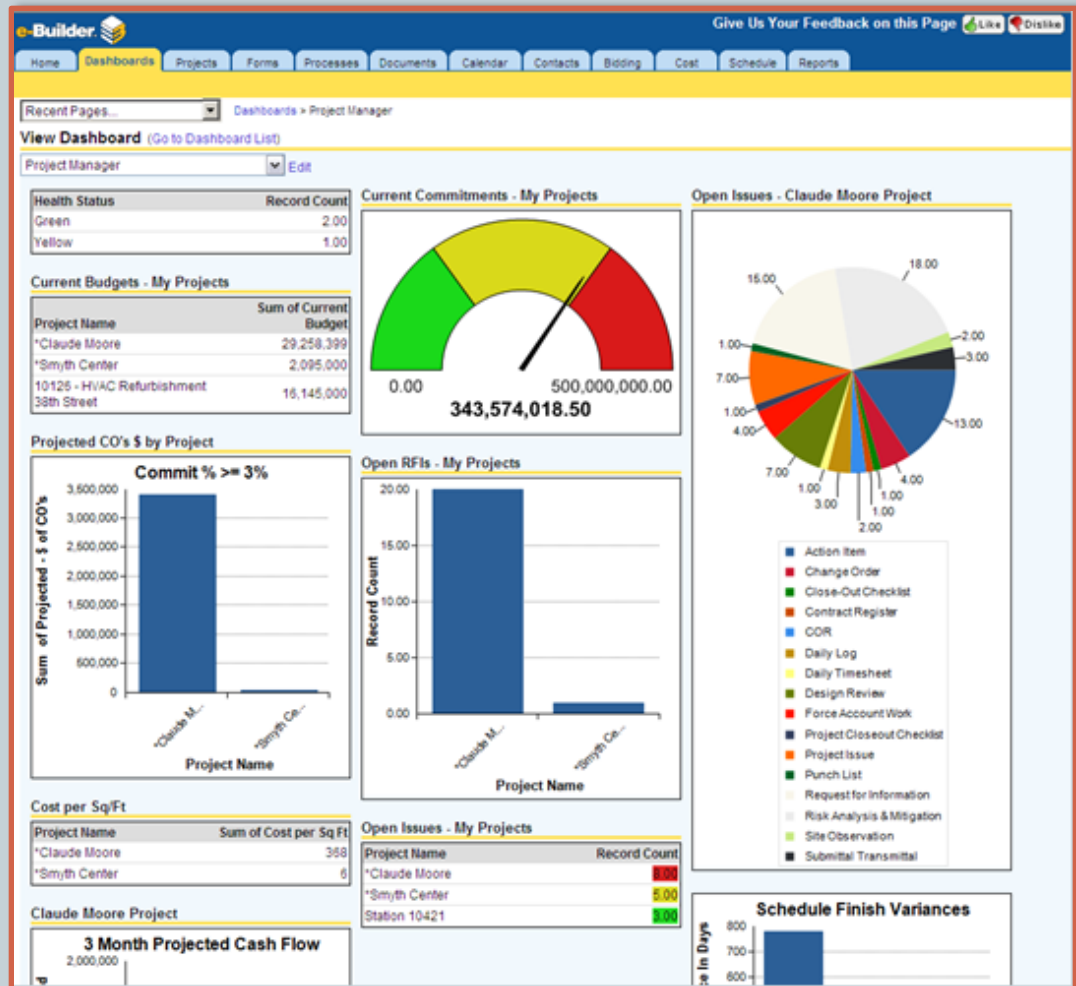 e-Builder.
Give Us Your Feedback on this Page Like Dislike
Home Dashboards Projects Forms Processes Documents Calendar Contacts Bidding Cost Schedule Reports
Recent Pages... Dashboards > Project Manager
View Dashboard (Go to Dashboard List)
Project Manager Edit
Health Status Record Count
Green 2.00
Yellow 1.00
Current Budgets - My Projects
Project Name Sum of Current Budget
*Claude Moore 29,258,399
*Smyth Center 2,095,000
10126 - HVAC Refurbishment 16,145,000
38th Street
Projected CO's $ by Project
Commit % >= 3%
Sum of Projected - $ of CO's
3,500,000
3,000,000
2,500,000
2,000,000
1,500,000
1,000,000
500,000
0
*Claude M... *Smyth Ce...
Project Name
Cost per Sq/Ft
Project Name Sum of Cost per Sq Ft
*Claude Moore 368
*Smyth Center 6
Claude Moore Project
3 Month Projected Cash Flow
2,000,000
Current Commitments - My Projects
0.00 500,000,000.00
343,574,018.50
Open RFIs - My Projects
Record Count
20.00
15.00
10.00
5.00
0.00
*Claude M... *Smyth Ce...
Project Name
Open Issues - My Projects
Project Name Record Count
*Claude Moore 8.00
*Smyth Center 5.00
Station 10421 3.00
Open Issues - Claude Moore Project
18.00
15.00
2.00
1.00
3.00
7.00
1.00
13.00
4.00
7.00
4.00
1.00
1.00
3.00
1.00
2.00
Action Item
Change Order
Close-Out Checklist
Contract Register
COR
Daily Log
Daily Timesheet
Design Review
Force Account Work
Project Closeout Checklist
Project Issue
Punch List
Request for Information
Risk Analysis & Mitigation
Site Observation
Submittal Transmittal
Schedule Finish Variances
In Days
800
700
600